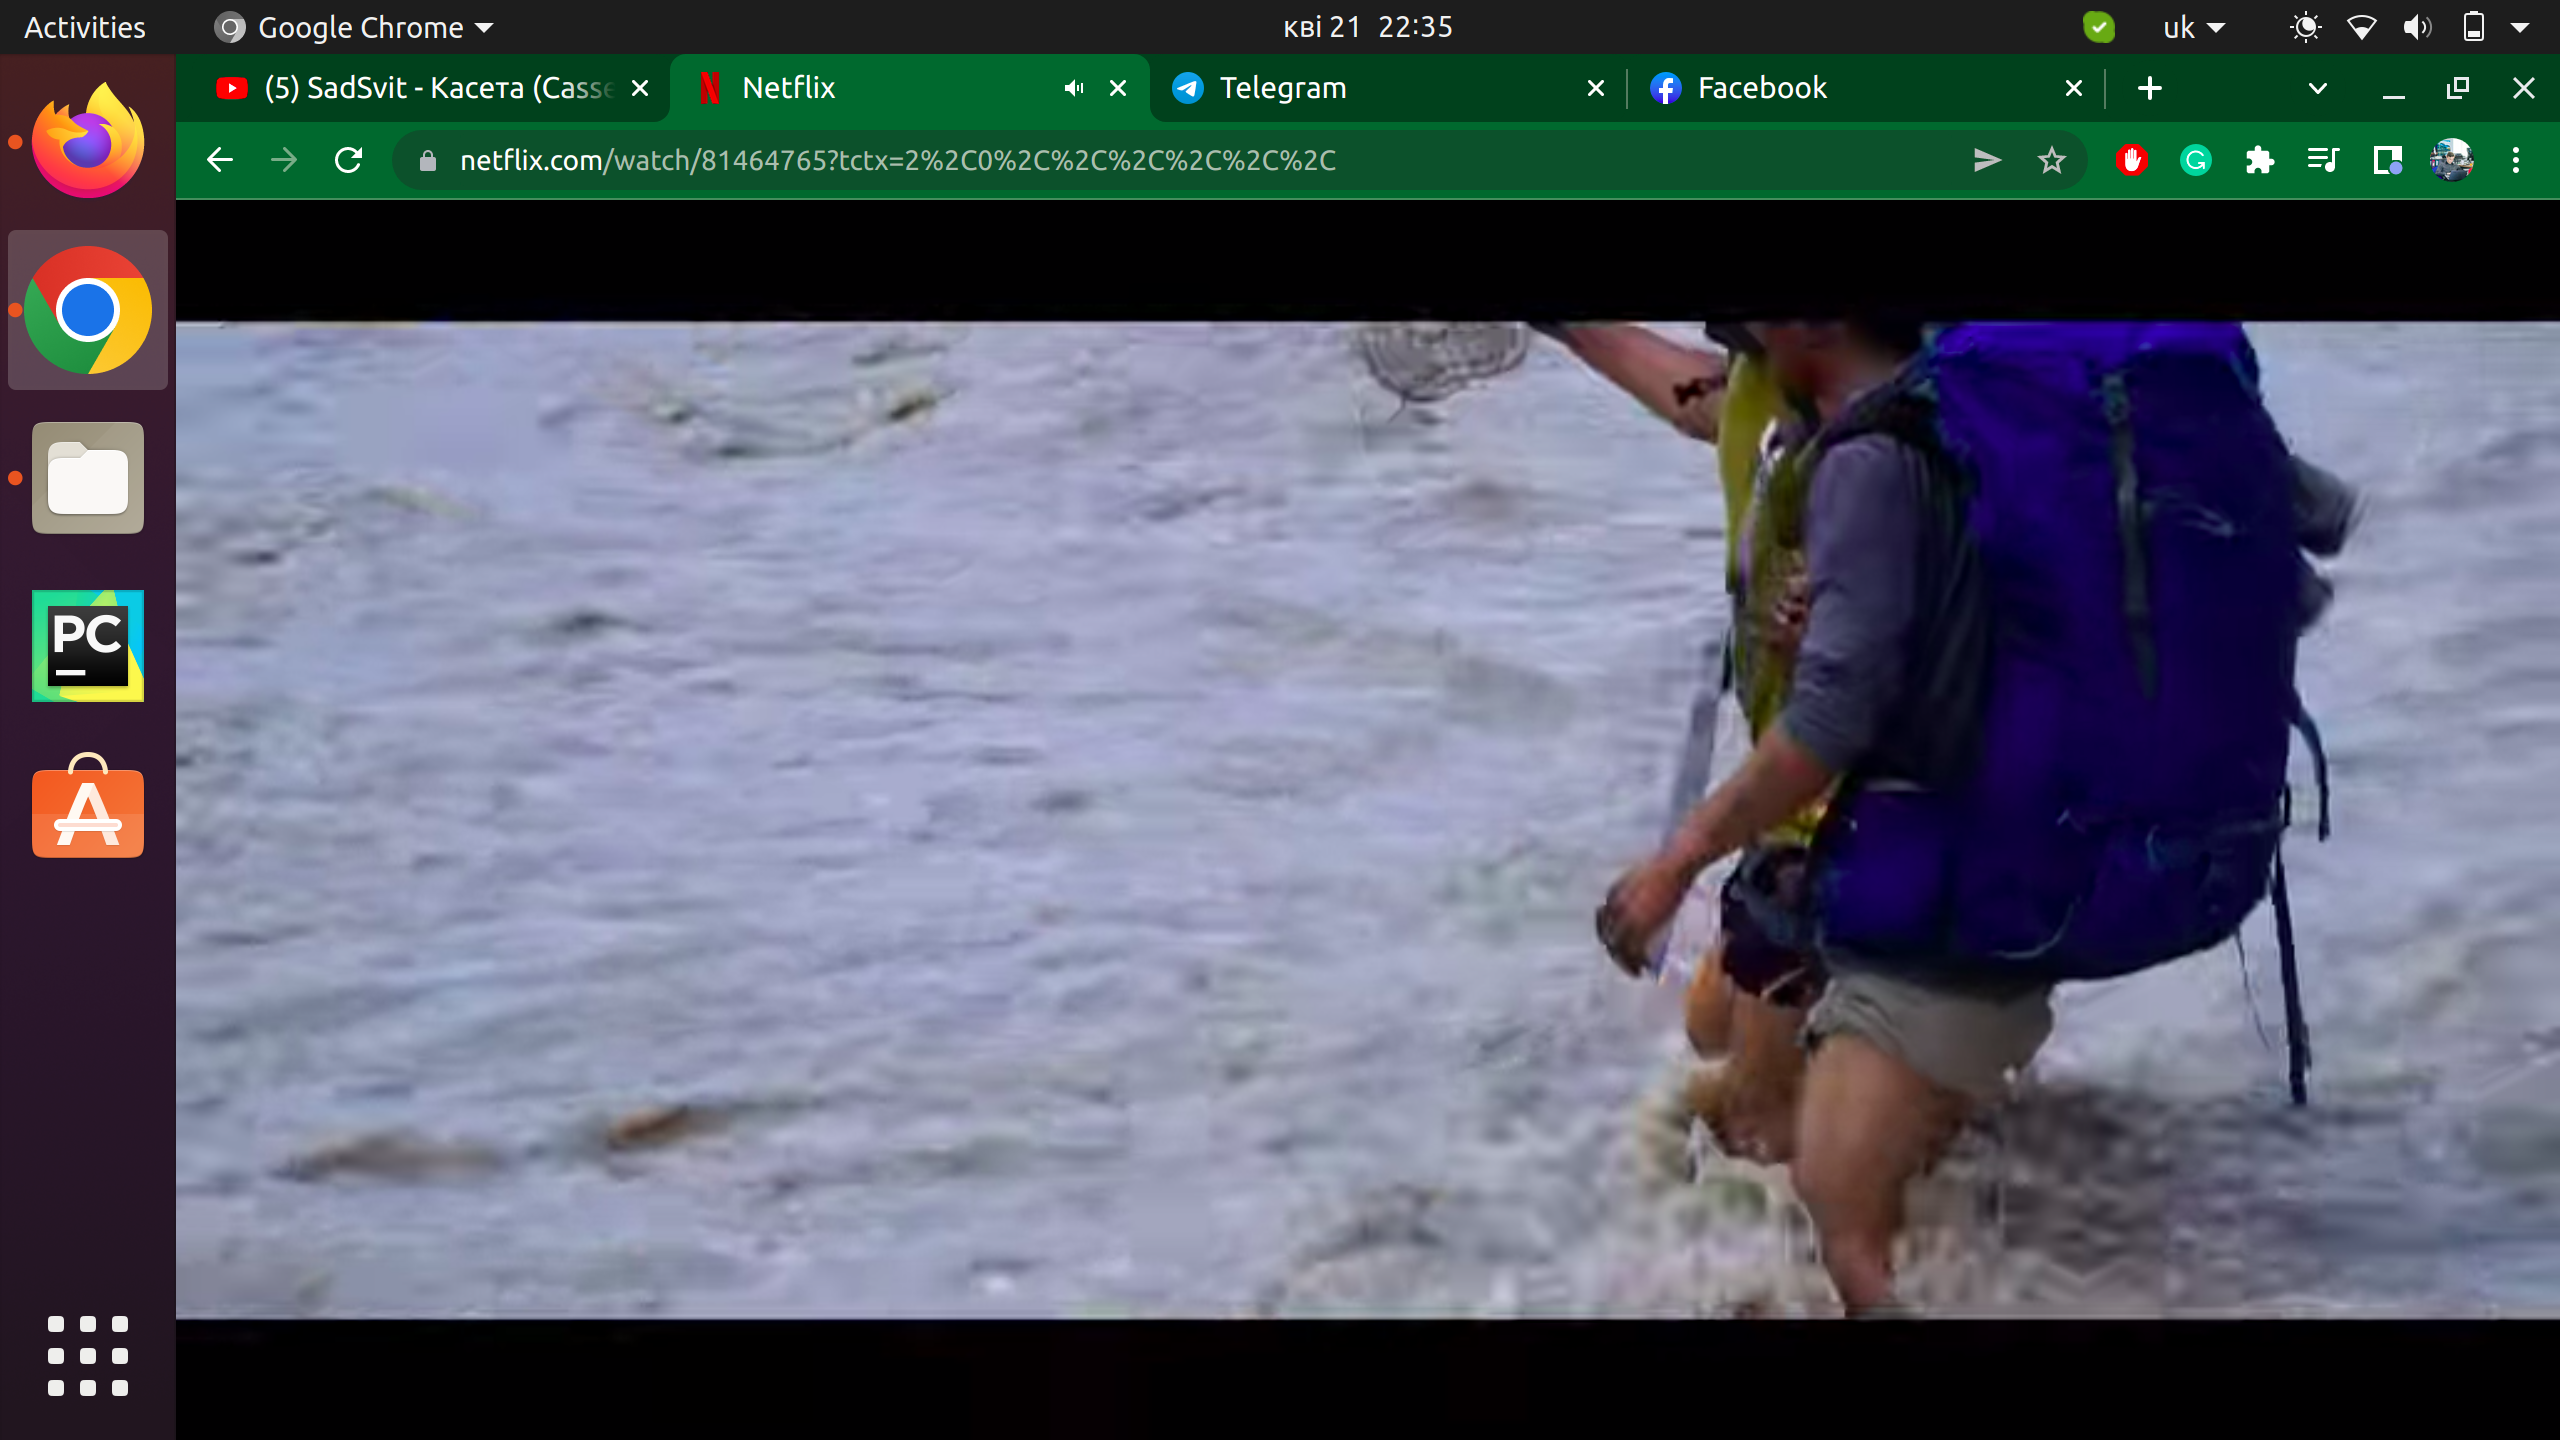 Activities
Google Chrome
кві 21 22:35
uk
(5) SadSvit - Касета (Casse
Netflix
Telegram
Facebook
netflix.com/watch/81464765?tctx=2%2C0%2C%2C%2C%2C%2C%2C
PC